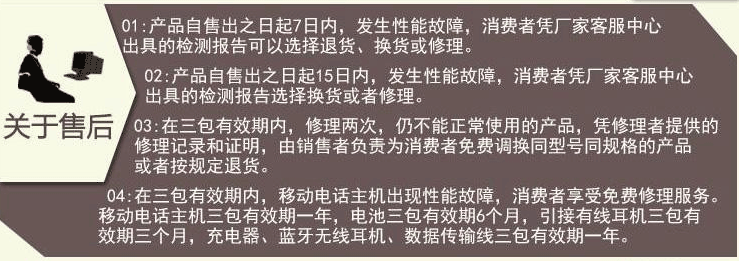 关于售后
01:产品自售出之日起7日内，发生性能故障，消费者凭厂家客服中心
出具的检测报告可以选择退货、换货或修理。
02:产品自售出之日起15日内，发生性能故障，消费者凭厂家客服中心
出具的检测报告选择换货或者修理。
03:在三包有效期内，修理两次，仍不能正常使用的产品，凭修理者提供的
修理记录和证明，由销售者负责为消费者免费调换同型号同规格的产品
或者按规定退货。
04:在三包有效期内，移动电话主机出现性能故障，消费者享受免费修理服务。
移动电话主机三包有效期一年，电池三包有效期6个月，引接有线耳机三包有
效期三个月，充电器、蓝牙无线耳机、数据传输线三包有效期一年。